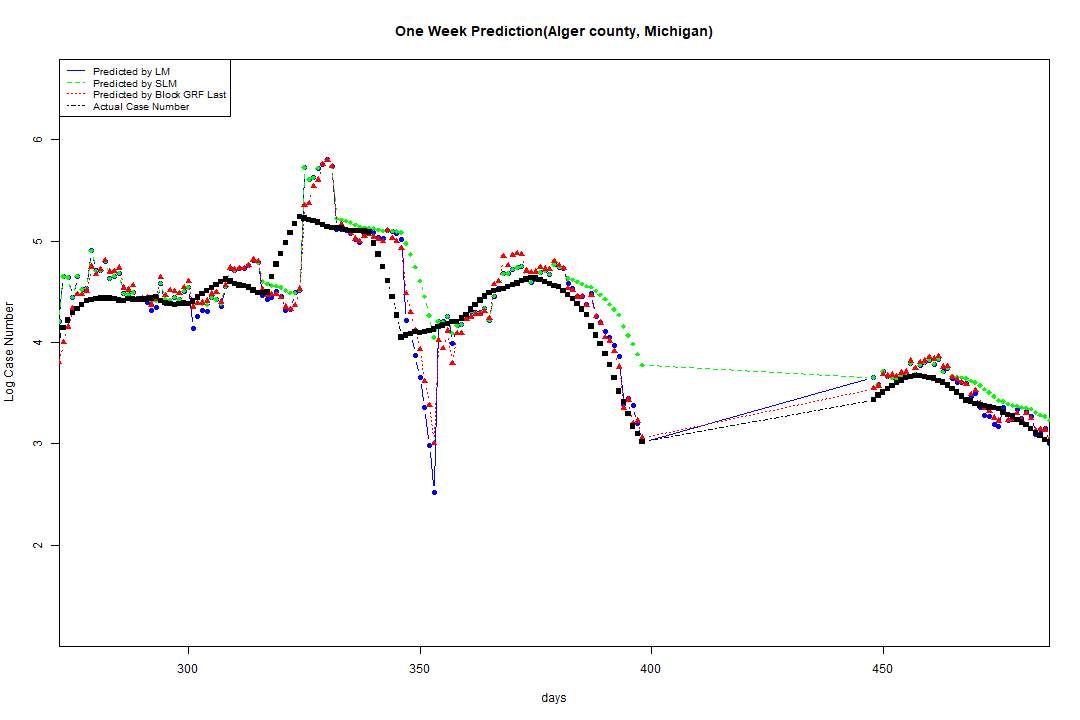 One Week Prediction(Alger county, Michigan)
Predicted by LM
Predicted by SLM
Predicted by Block GRF Last
Actual Case Number
Log Case Number
6
5
4
3
2
300
350
400
450
days